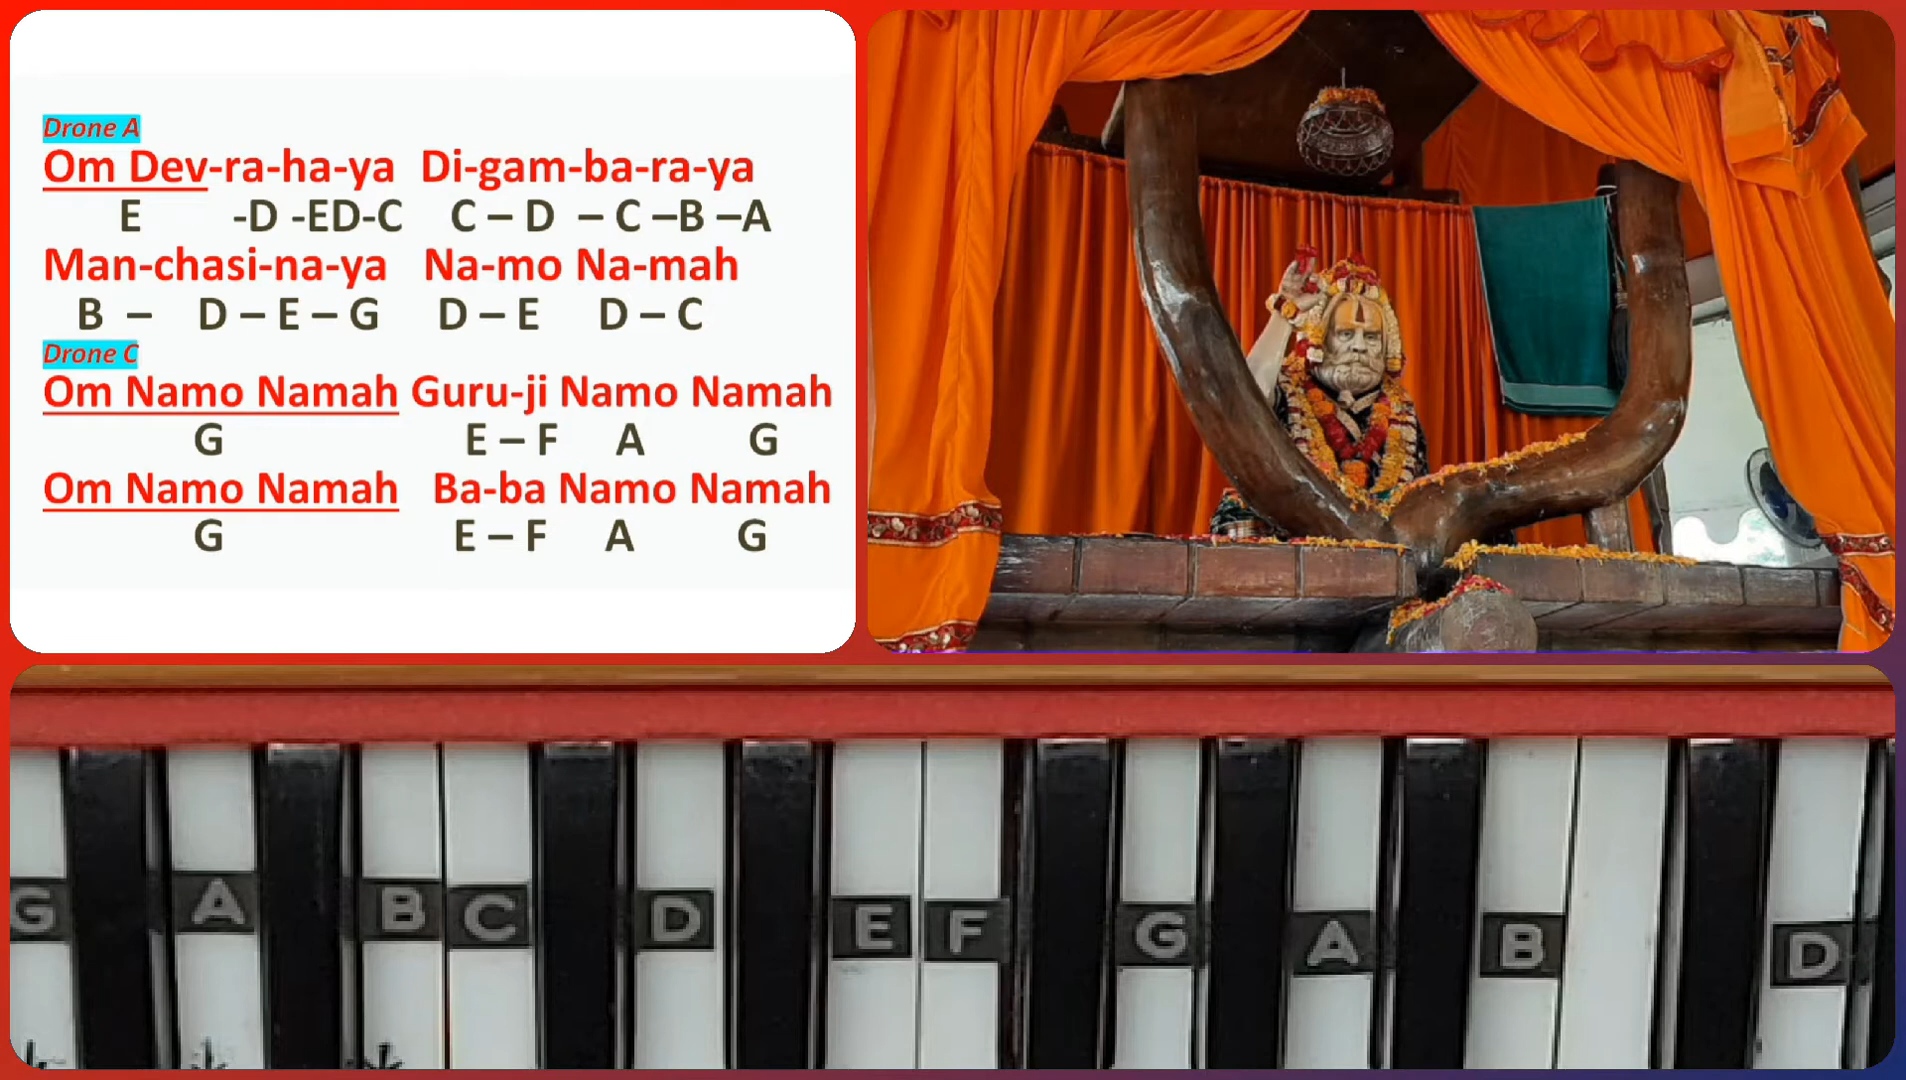 Drone A
Om Dev-ra-ha-ya Di-gam-ba-ra-ya
E -D -ED-C C – D – C –B –A
Man-chasi-na-ya Na-mo Na-mah
B – D – E – G D – E D – C
Drone C
Om Namo Namah Guru-ji Namo Namah
G E – F A G
Om Namo Namah Ba-ba Namo Namah
G E – F A G
G A B C D E F G A B D